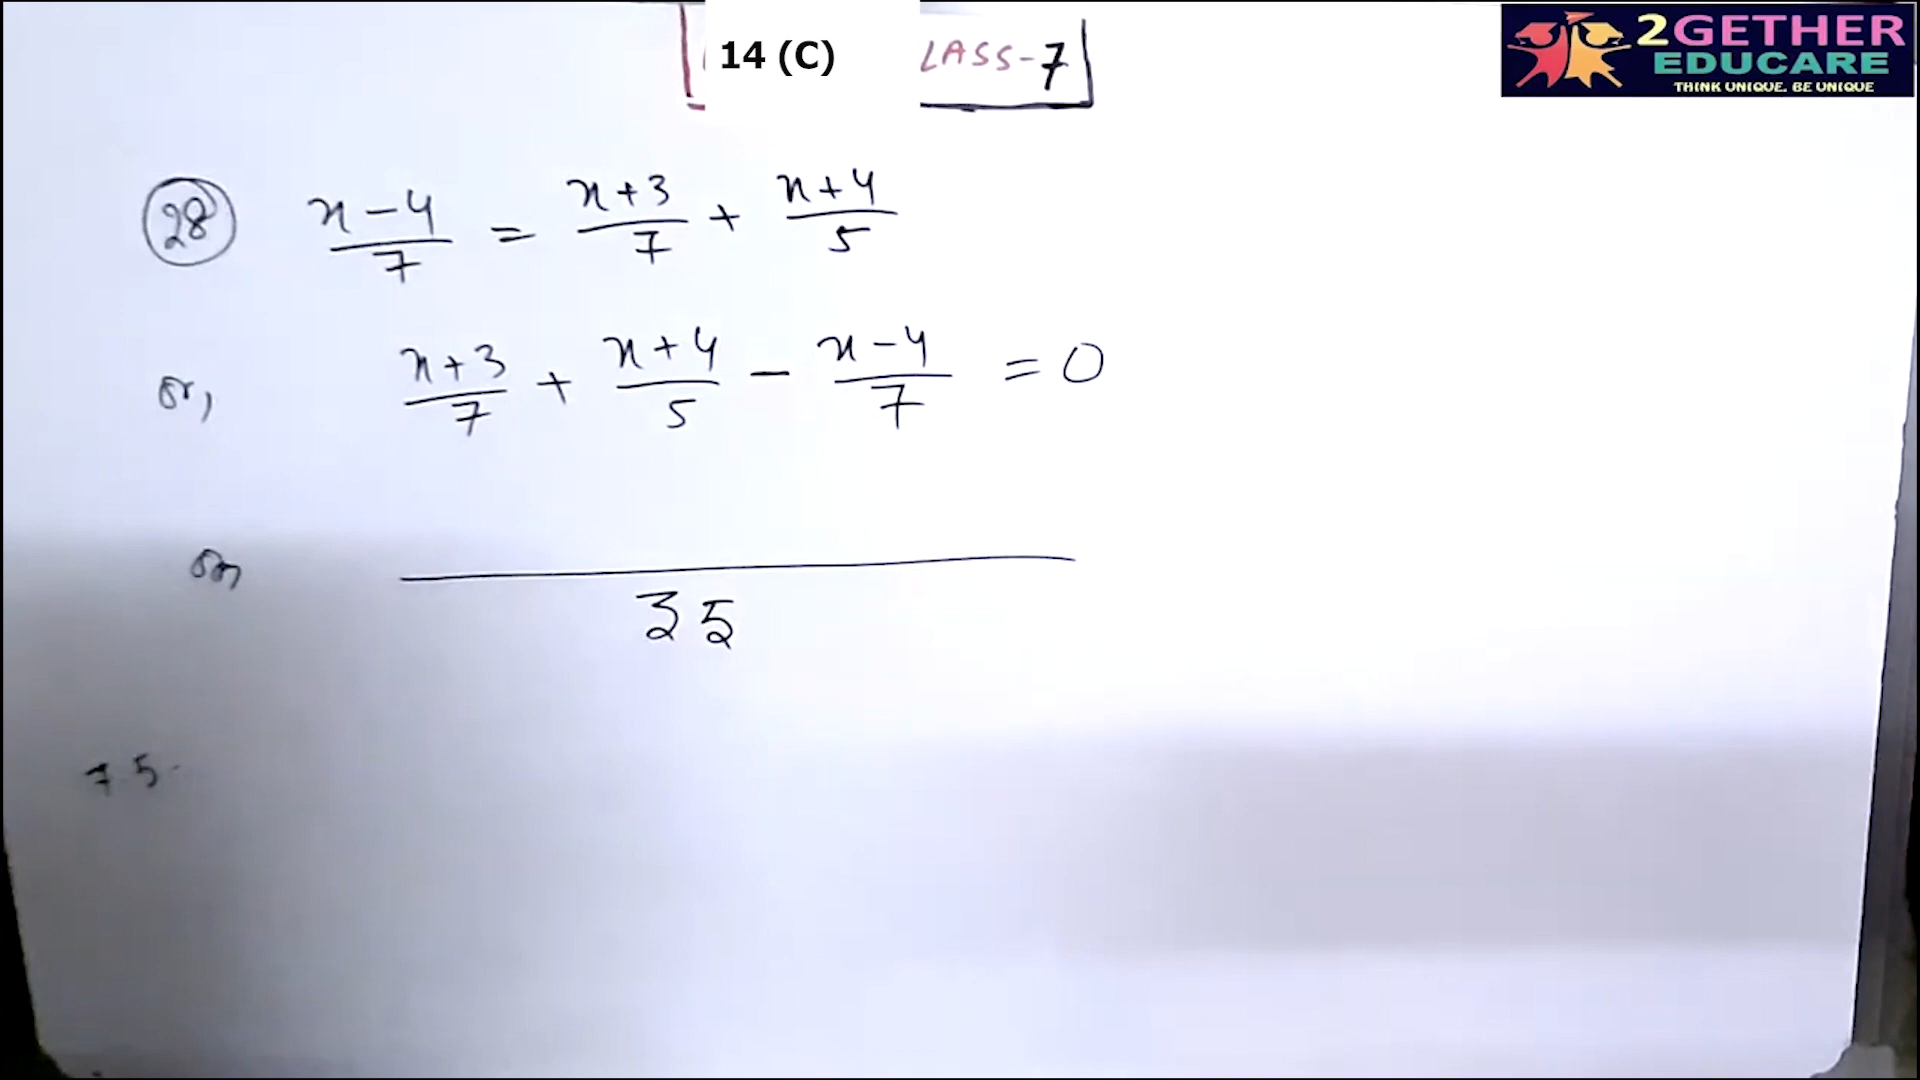 14 (C) LASS-7
2GETHER
EDUCARE
THINK UNIQUE. BE UNIQUE
28 x-4/7 = x+3/7 + x+4/5
or, x+3/7 + x+4/5 - x-4/7 = 0
or,
35
7.5